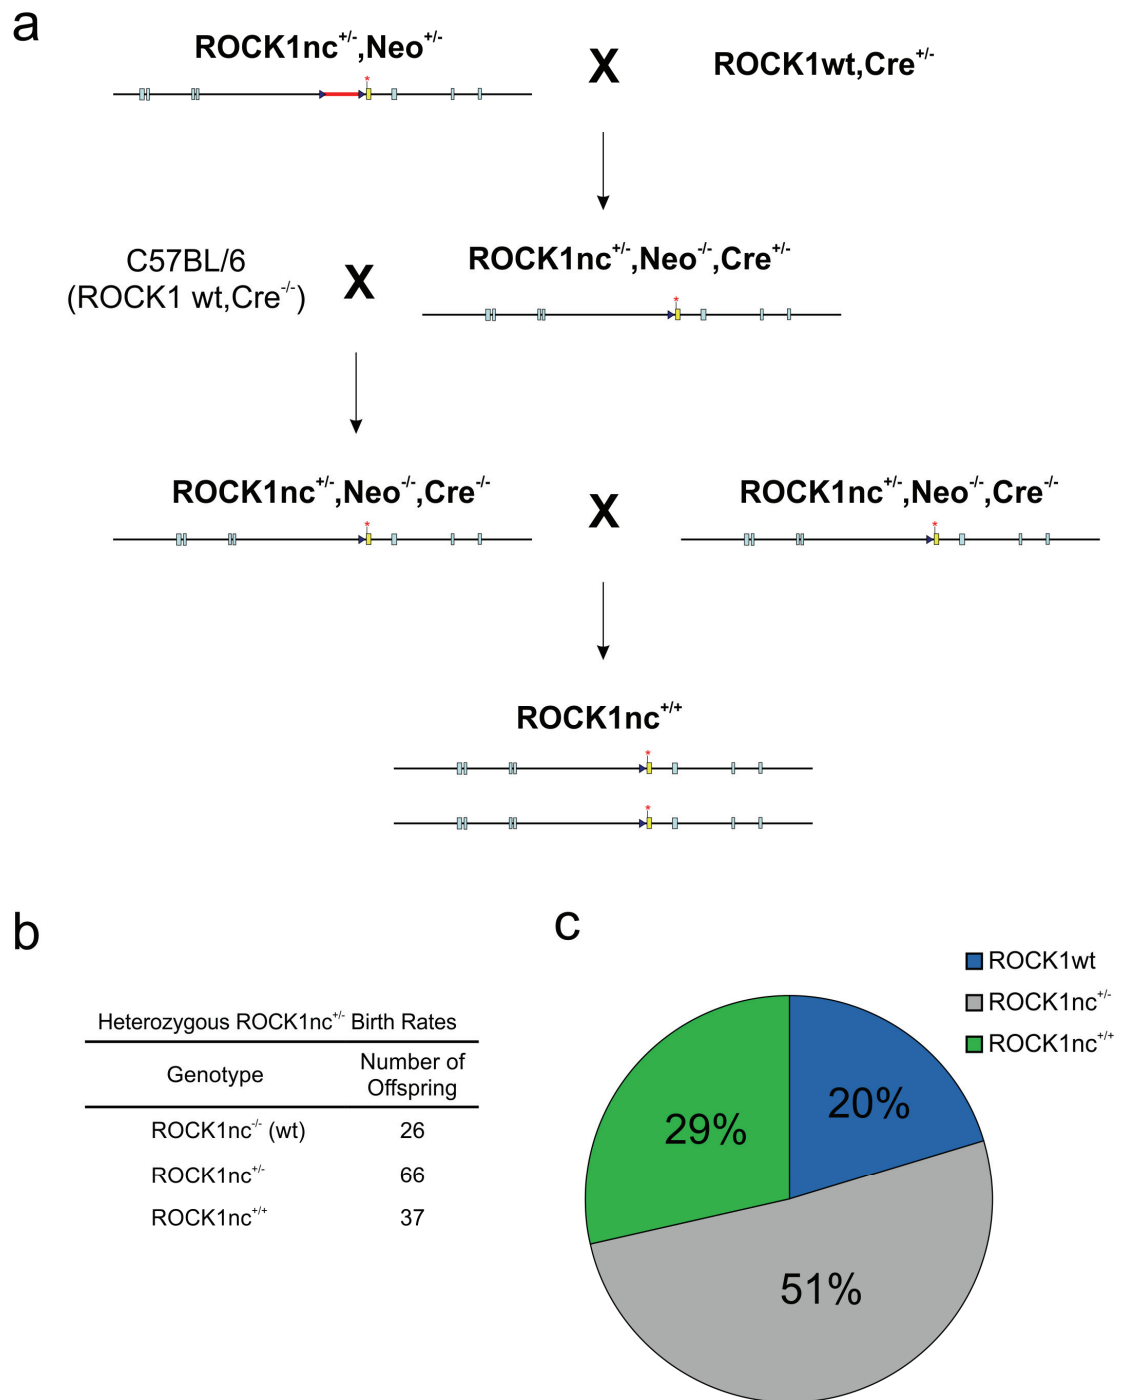 a
ROCK1nc+/-,Neo+/-
X
ROCK1wt,Cre+/-
*
C57BL/6
(ROCK1 wt,Cre-/-)
X
ROCK1nc+/-,Neo-/-,Cre+/-
*
ROCK1nc+/-,Neo-/-,Cre-/-
X
ROCK1nc+/-,Neo-/-,Cre-/-
*
*
ROCK1nc+/+
*
*
b
Heterozygous ROCK1nc+/- Birth Rates
Genotype
Number of
Offspring
ROCK1nc-/- (wt) 26
ROCK1nc+/- 66
ROCK1nc+/+ 37
c
ROCK1wt
ROCK1nc+/-
ROCK1nc+/+
20%
29%
51%